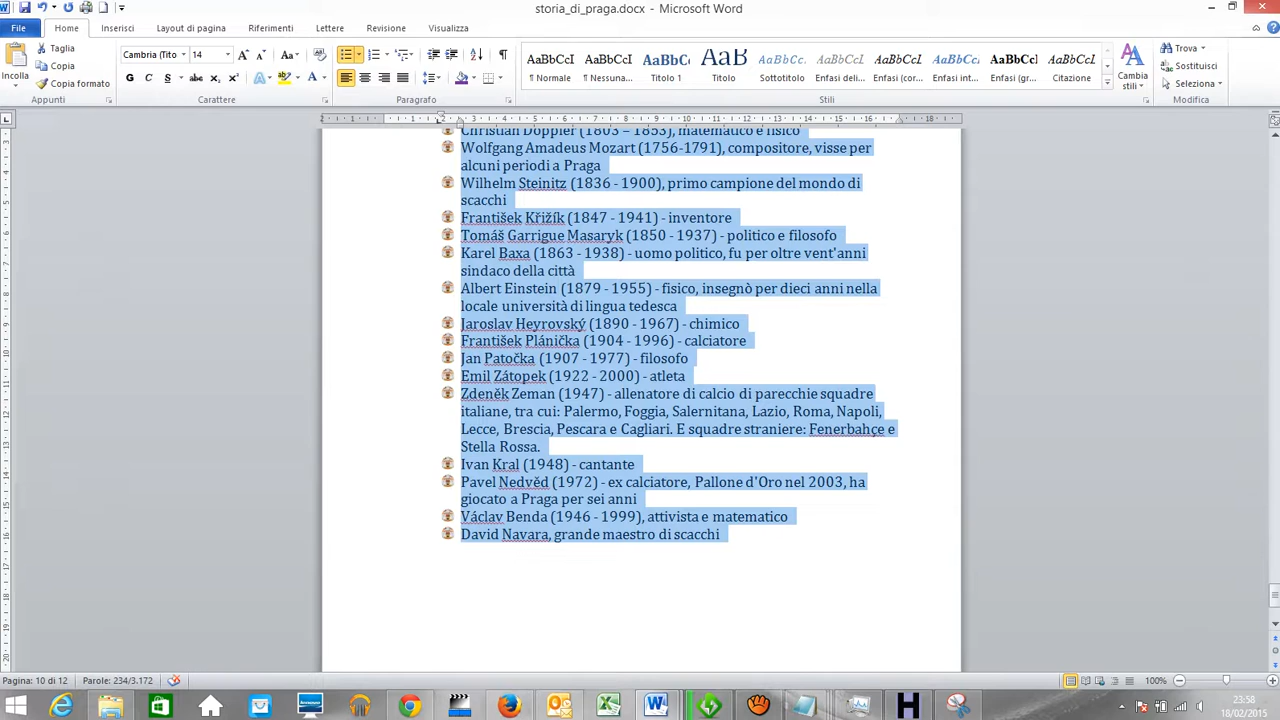 storia_di_praga.docx - Microsoft Word
File Home Inserisci Layout di pagina Riferimenti Lettere Revisione Visualizza
Incolla
Taglia
Copia
Copia formato
Appunti
Cambria (Tito 14
Carattere
Paragrafo
AaBbCcI AaBbCcI AaBbCc AaB AaBbCc. AaBbCcI AaBbCcI AaBbCcI AaBbCcI AaBbCcI
¶ Normale ¶ Nessuna... Titolo 1 Titolo Sottotitolo Enfasi deli... Enfasi (cor... Enfasi int... Enfasi (gr... Citazione
Stili
Cambia stili
Trova
Sostituisci
Seleziona
Modifica
Christian Doppler (1803 – 1853), matematico e fisico
Wolfgang Amadeus Mozart (1756-1791), compositore, visse per
alcuni periodi a Praga
Wilhelm Steinitz (1836 - 1900), primo campione del mondo di
scacchi
František Křižík (1847 - 1941) - inventore
Tomáš Garrigue Masaryk (1850 - 1937) - politico e filosofo
Karel Baxa (1863 - 1938) - uomo politico, fu per oltre vent'anni
sindaco della città
Albert Einstein (1879 - 1955) - fisico, insegnò per dieci anni nella
locale università di lingua tedesca
Jaroslav Heyrovský (1890 - 1967) - chimico
František Plánička (1904 - 1996) - calciatore
Jan Patočka (1907 - 1977) - filosofo
Emil Zátopek (1922 - 2000) - atleta
Zdeněk Zeman (1947) - allenatore di calcio di parecchie squadre
italiane, tra cui: Palermo, Foggia, Salernitana, Lazio, Roma, Napoli,
Lecce, Brescia, Pescara e Cagliari. E squadre straniere: Fenerbahçe e
Stella Rossa.
Ivan Kral (1948) - cantante
Pavel Nedvěd (1972) - ex calciatore, Pallone d'Oro nel 2003, ha
giocato a Praga per sei anni
Václav Benda (1946 - 1999), attivista e matematico
David Navara, grande maestro di scacchi
Pagina: 10 di 12 Parole: 234/3.172 100%
23:58
18/02/2015